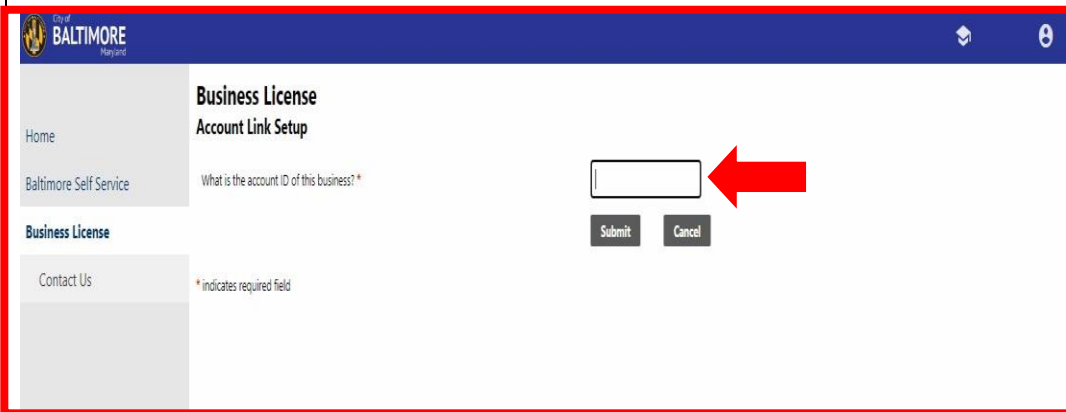 City of
BALTIMORE
Maryland
Business License
Account Link Setup
Home
Baltimore Self Service
What is the account ID of this business? *
Business License
Submit
Cancel
Contact Us
* indicates required field